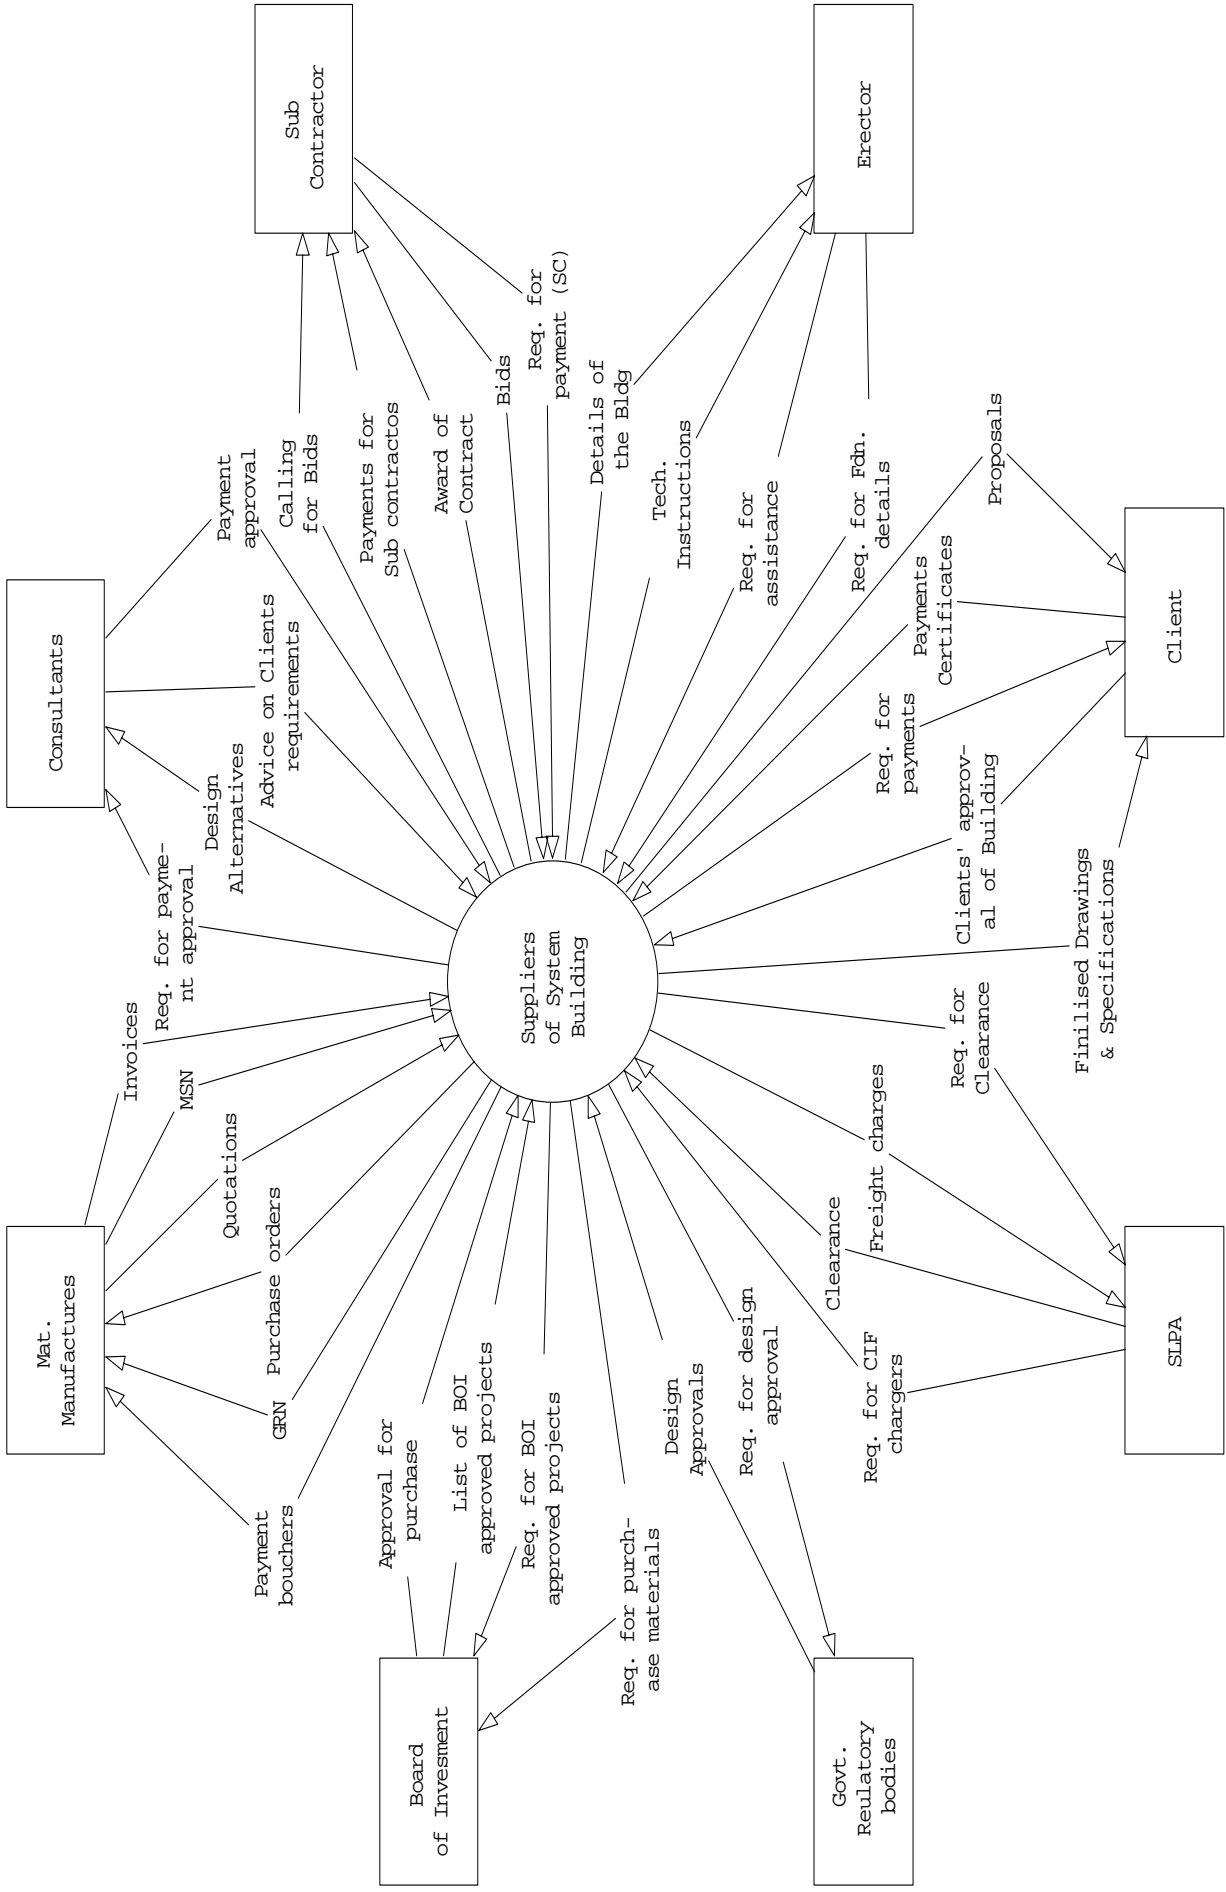 Mat.
Manufactures
Consultants
Sub
Contractor
Erector
Client
SLPA
Govt.
Reulatory
bodies
Board
of Invesment
Suppliers
of System
Building
Invoices
MSN
Quotations
Purchase orders
GRN
Payment
bouchers
Req. for payme-
nt approval
Design
Alternatives
Advice on Clients
requirements
Payment
approval
Calling
for Bids
Payments for
Sub contractos
Award of
Contract
Bids
Req. for
payment (SC)
Details of
the Bldg
Tech.
Instructions
Req. for
assistance
Req. for Fdn.
details
Proposals
Payments
Certificates
Req. for
payments
Clients' approv-
al of Building
Finilised Drawings
& Specifications
Req. for
Clearance
Freight charges
Clearance
Req. for CIF
chargers
Req. for design
approval
Design
Approvals
Req. for purch-
ase materials
Req. for BOI
approved projects
List of BOI
approved projects
Approval for
purchase